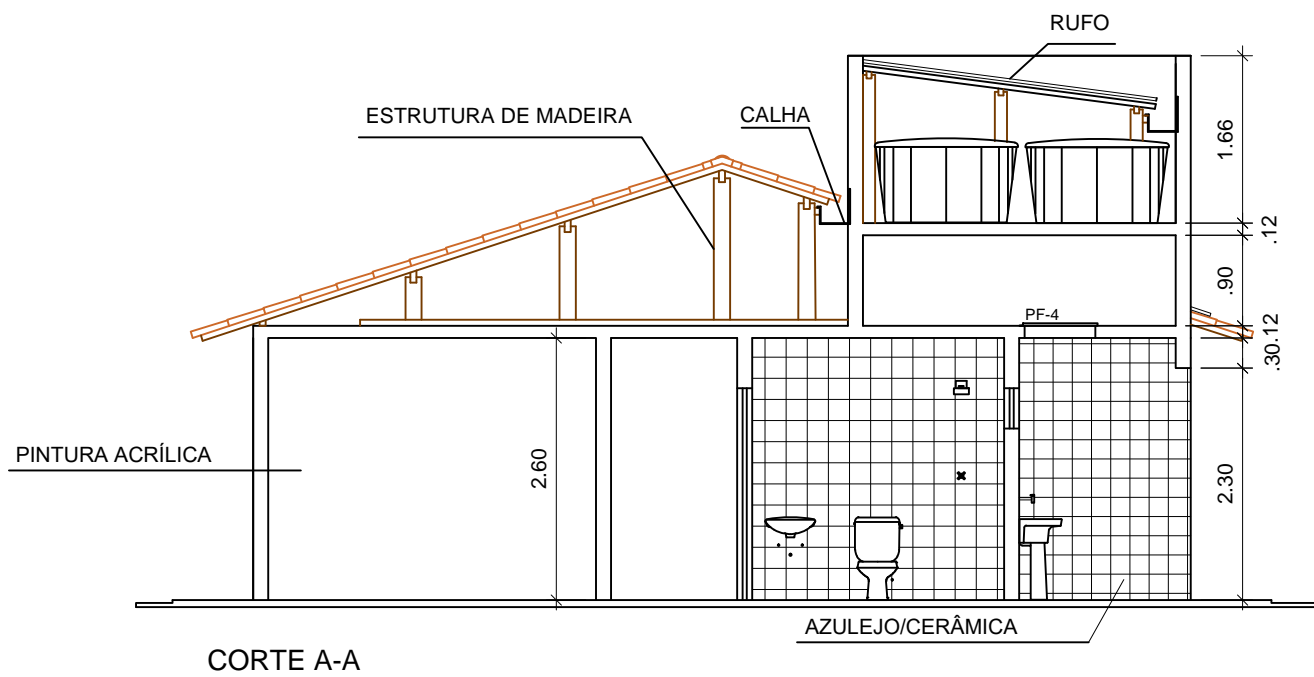 RUFO
ESTRUTURA DE MADEIRA
CALHA
1.66
.12
.90
PF-4
.12
.30
PINTURA ACRÍLICA
2.60
2.30
AZULEJO/CERÂMICA
CORTE A-A